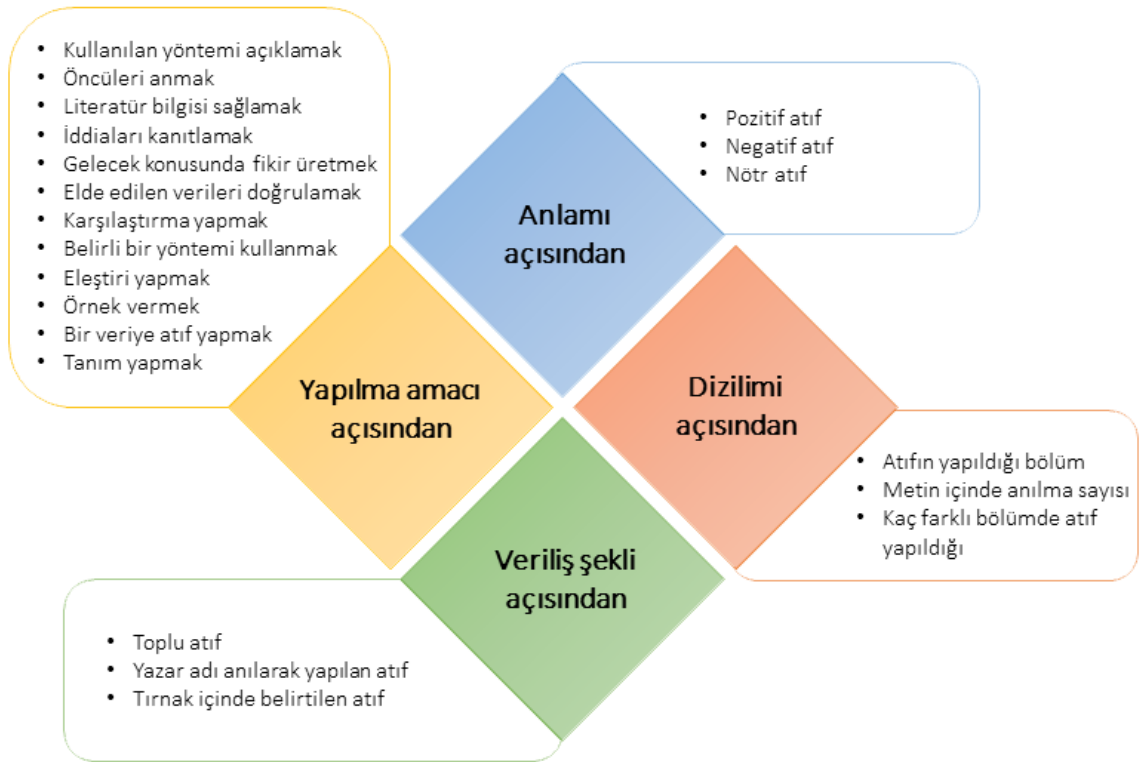 • Kullanılan yöntemi açıklamak
• Öncüleri anmak
• Literatür bilgisi sağlamak
• İddiaları kanıtlamak
• Gelecek konusunda fikir üretmek
• Elde edilen verileri doğrulamak
• Karşılaştırma yapmak
• Belirli bir yöntemi kullanmak
• Eleştiri yapmak
• Örnek vermek
• Bir veriye atıf yapmak
• Tanım yapmak
• Pozitif atıf
• Negatif atıf
• Nötr atıf
Anlamı
açısından
Yapılma amacı
açısından
Dizilimi
açısından
• Atıfın yapıldığı bölüm
• Metin içinde anılma sayısı
• Kaç farklı bölümde atıf
yapıldığı
Veriliş şekli
açısından
• Toplu atıf
• Yazar adı anılarak yapılan atıf
• Tırnak içinde belirtilen atıf